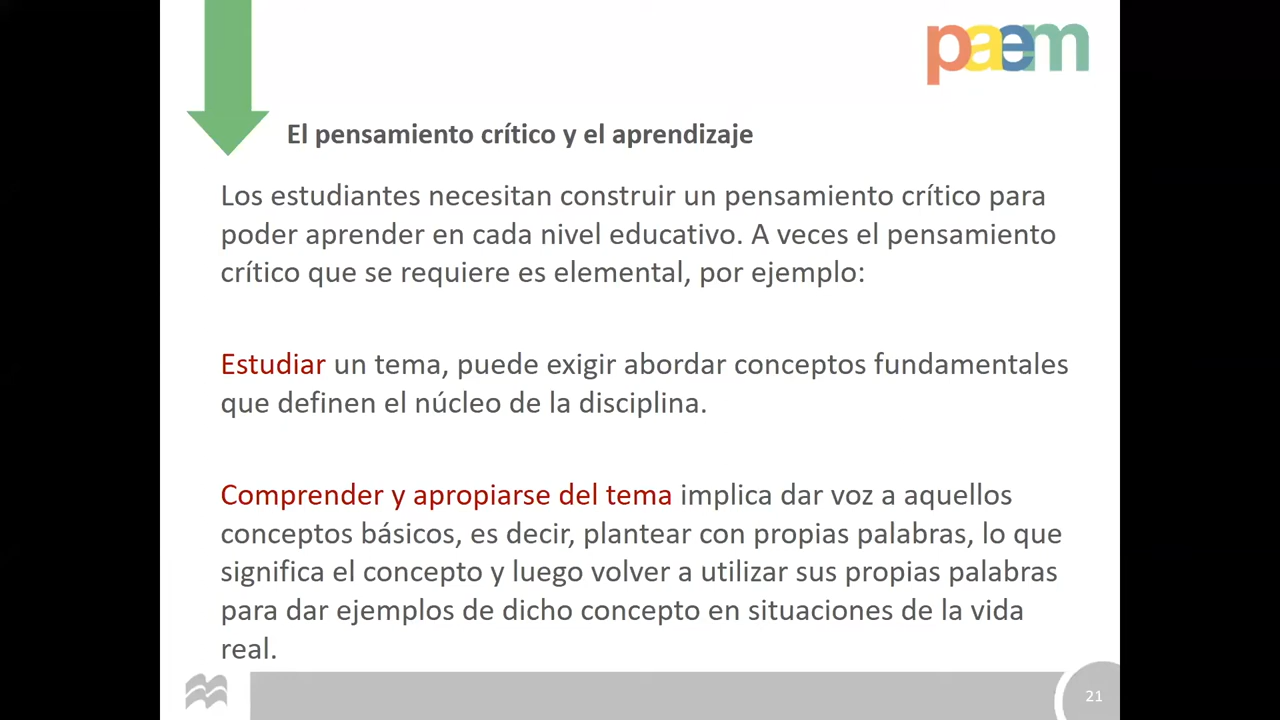 paem
El pensamiento crítico y el aprendizaje
Los estudiantes necesitan construir un pensamiento crítico para
poder aprender en cada nivel educativo. A veces el pensamiento
crítico que se requiere es elemental, por ejemplo:
Estudiar un tema, puede exigir abordar conceptos fundamentales
que definen el núcleo de la disciplina.
Comprender y apropiarse del tema implica dar voz a aquellos
conceptos básicos, es decir, plantear con propias palabras, lo que
significa el concepto y luego volver a utilizar sus propias palabras
para dar ejemplos de dicho concepto en situaciones de la vida
real.
21